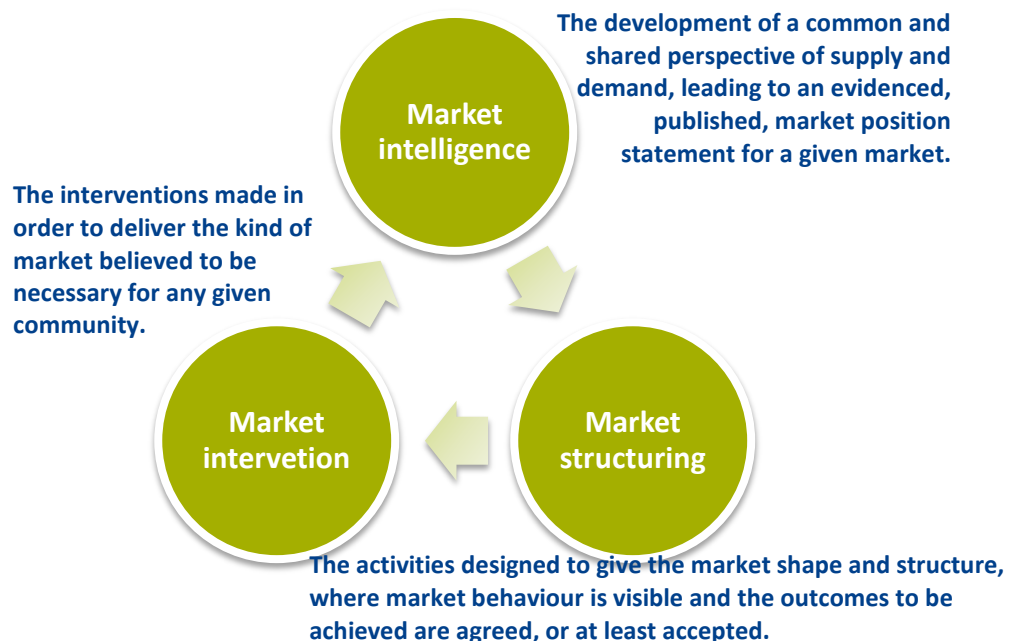 The development of a common and
shared perspective of supply and
demand, leading to an evidenced,
published, market position
statement for a given market.
Market
intelligence
The interventions made in
order to deliver the kind of
market believed to be
necessary for any given
community.
Market
intervetion
Market
structuring
The activities designed to give the market shape and structure,
where market behaviour is visible and the outcomes to be
achieved are agreed, or at least accepted.